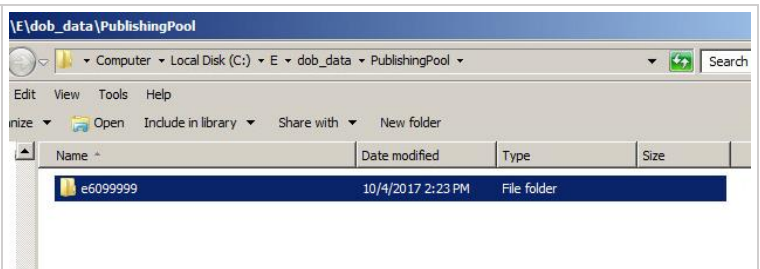 \E\dob_data\PublishingPool
Computer Local Disk (C:) E dob_data PublishingPool Search
Edit View Tools Help
nize Open Include in library Share with New folder
Name Date modified Type Size
e6099999 10/4/2017 2:23 PM File folder